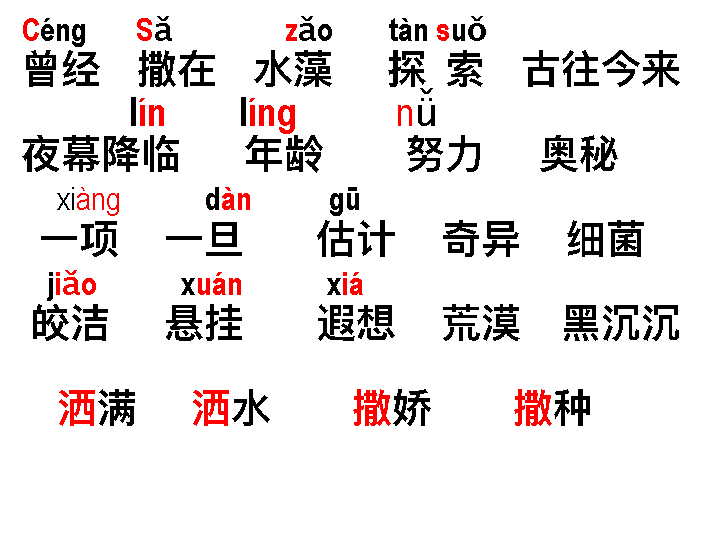 Céng Sǎ zǎo tàn suǒ
曾经 撒在 水藻 探 索 古往今来
lín líng nǚ
夜幕降临 年龄 努力 奥秘
xiàng dàn gū
一项 一旦 估计 奇异 细菌
jiǎo xuán xiá
皎洁 悬挂 遐想 荒漠 黑沉沉
洒满 洒水 撒娇 撒种